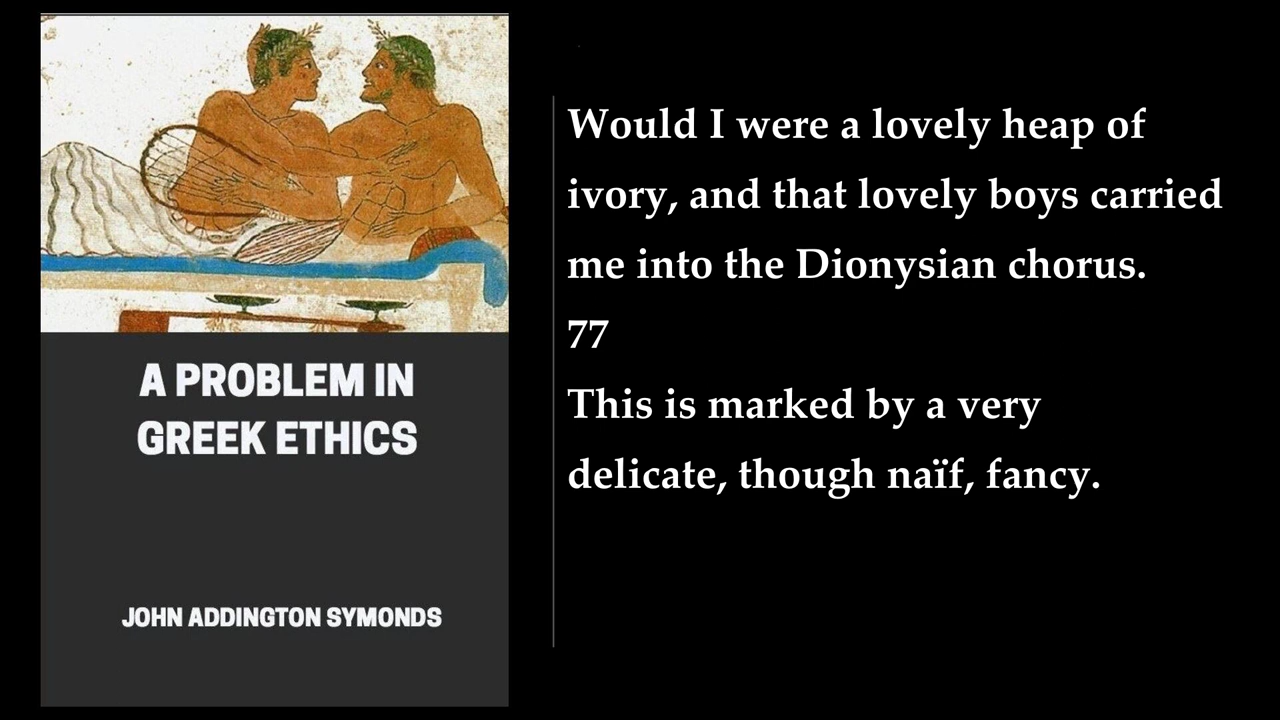 A PROBLEM IN
GREEK ETHICS
JOHN ADDINGTON SYMONDS
Would I were a lovely heap of
ivory, and that lovely boys carried
me into the Dionysian chorus.
77
This is marked by a very
delicate, though naïf, fancy.